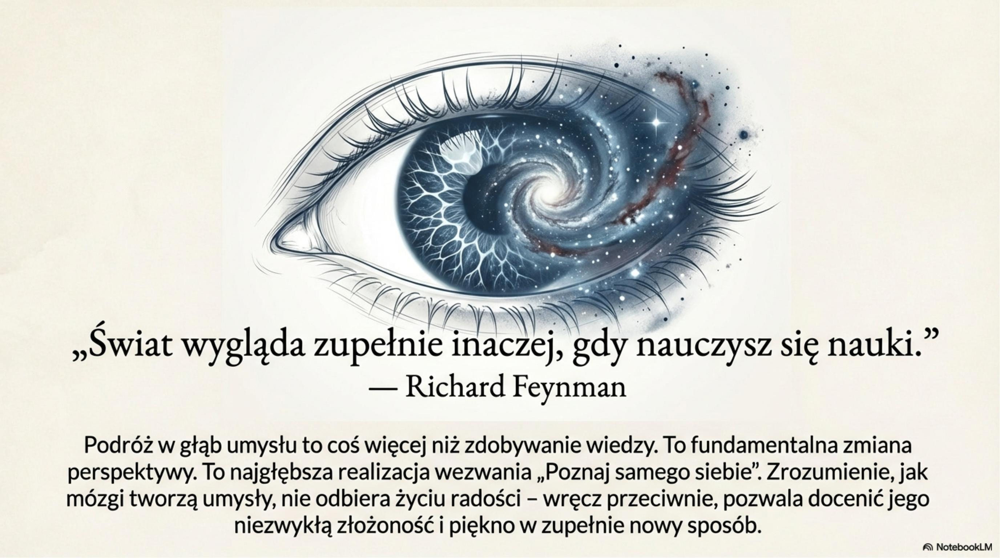 „Świat wygląda zupełnie inaczej, gdy nauczysz się nauki.”
— Richard Feynman
Podróż w głąb umysłu to coś więcej niż zdobywanie wiedzy. To fundamentalna zmiana
perspektywy. To najgłębsza realizacja wezwania „Poznaj samego siebie”. Zrozumienie, jak
mózgi tworzą umysły, nie odbiera życiu radości – wręcz przeciwnie, pozwala docenić jego
niezwykłą złożoność i piękno w zupełnie nowy sposób.
NotebookLM